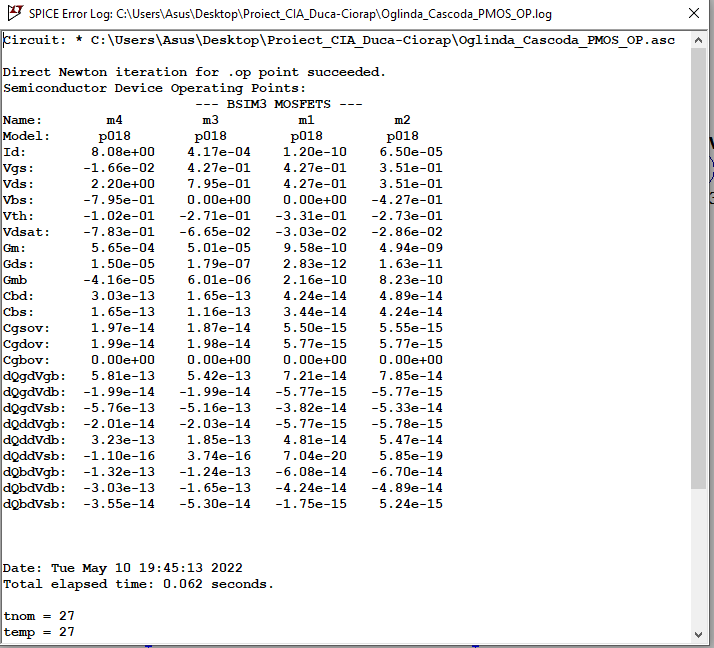 SPICE Error Log: C:\Users\Asus\Desktop\Proiect_CIA_Duca-Ciorap\Oglinda_Cascoda_PMOS_OP.log
Circuit: * C:\Users\Asus\Desktop\Proiect_CIA_Duca-Ciorap\Oglinda_Cascoda_PMOS_OP.asc
Direct Newton iteration for .op point succeeded.
Semiconductor Device Operating Points:
--- BSIM3 MOSFETS ---
Name: m4 m3 m1 m2
Model: p018 p018 p018 p018
Id: 8.08e+00 4.17e-04 1.20e-10 6.50e-05
Vgs: -1.66e-02 4.27e-01 4.27e-01 3.51e-01
Vds: 2.20e+00 7.95e-01 4.27e-01 3.51e-01
Vbs: -7.95e-01 0.00e+00 0.00e+00 -4.27e-01
Vth: -1.02e-01 -2.71e-01 -3.31e-01 -2.73e-01
Vdsat: -7.83e-01 -6.65e-02 -3.03e-02 -2.86e-02
Gm: 5.65e-04 5.01e-05 9.58e-10 4.94e-09
Gds: 1.50e-05 1.79e-07 2.83e-12 1.63e-11
Gmb -4.16e-05 6.01e-06 2.16e-10 8.23e-10
Cbd: 3.03e-13 1.65e-13 4.24e-14 4.89e-14
Cbs: 1.65e-13 1.16e-13 3.44e-14 4.24e-14
Cgsov: 1.97e-14 1.87e-14 5.50e-15 5.55e-15
Cgdov: 1.99e-14 1.98e-14 5.77e-15 5.77e-15
Cgbov: 0.00e+00 0.00e+00 0.00e+00 0.00e+00
dQgdVgb: 5.81e-13 5.42e-13 7.21e-14 7.85e-14
dQgdVdb: -1.99e-14 -1.99e-14 -5.77e-15 -5.77e-15
dQgdVsb: -5.76e-13 -5.16e-13 -3.82e-14 -5.33e-14
dQddVgb: -2.01e-14 -2.03e-14 -5.77e-15 -5.78e-15
dQddVdb: 3.23e-13 1.85e-13 4.81e-14 5.47e-14
dQddVsb: -1.10e-16 3.74e-16 7.04e-20 5.85e-19
dQbdVgb: -1.32e-13 -1.24e-13 -6.08e-14 -6.70e-14
dQbdVdb: -3.03e-13 -1.65e-13 -4.24e-14 -4.89e-14
dQbdVsb: -3.55e-14 -5.30e-14 -1.75e-15 5.24e-15
Date: Tue May 10 19:45:13 2022
Total elapsed time: 0.062 seconds.
tnom = 27
temp = 27